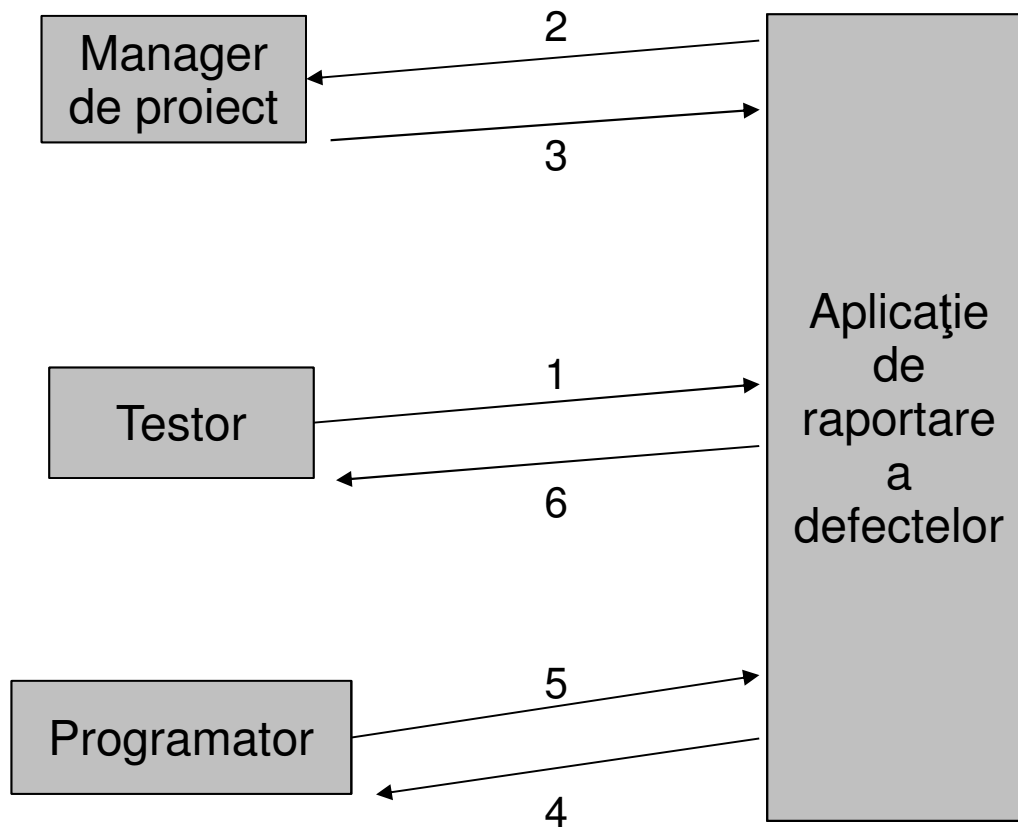 2
Manager
de proiect
3
Aplicaţie
de
raportare
a
defectelor
1
Testor
6
5
Programator
4